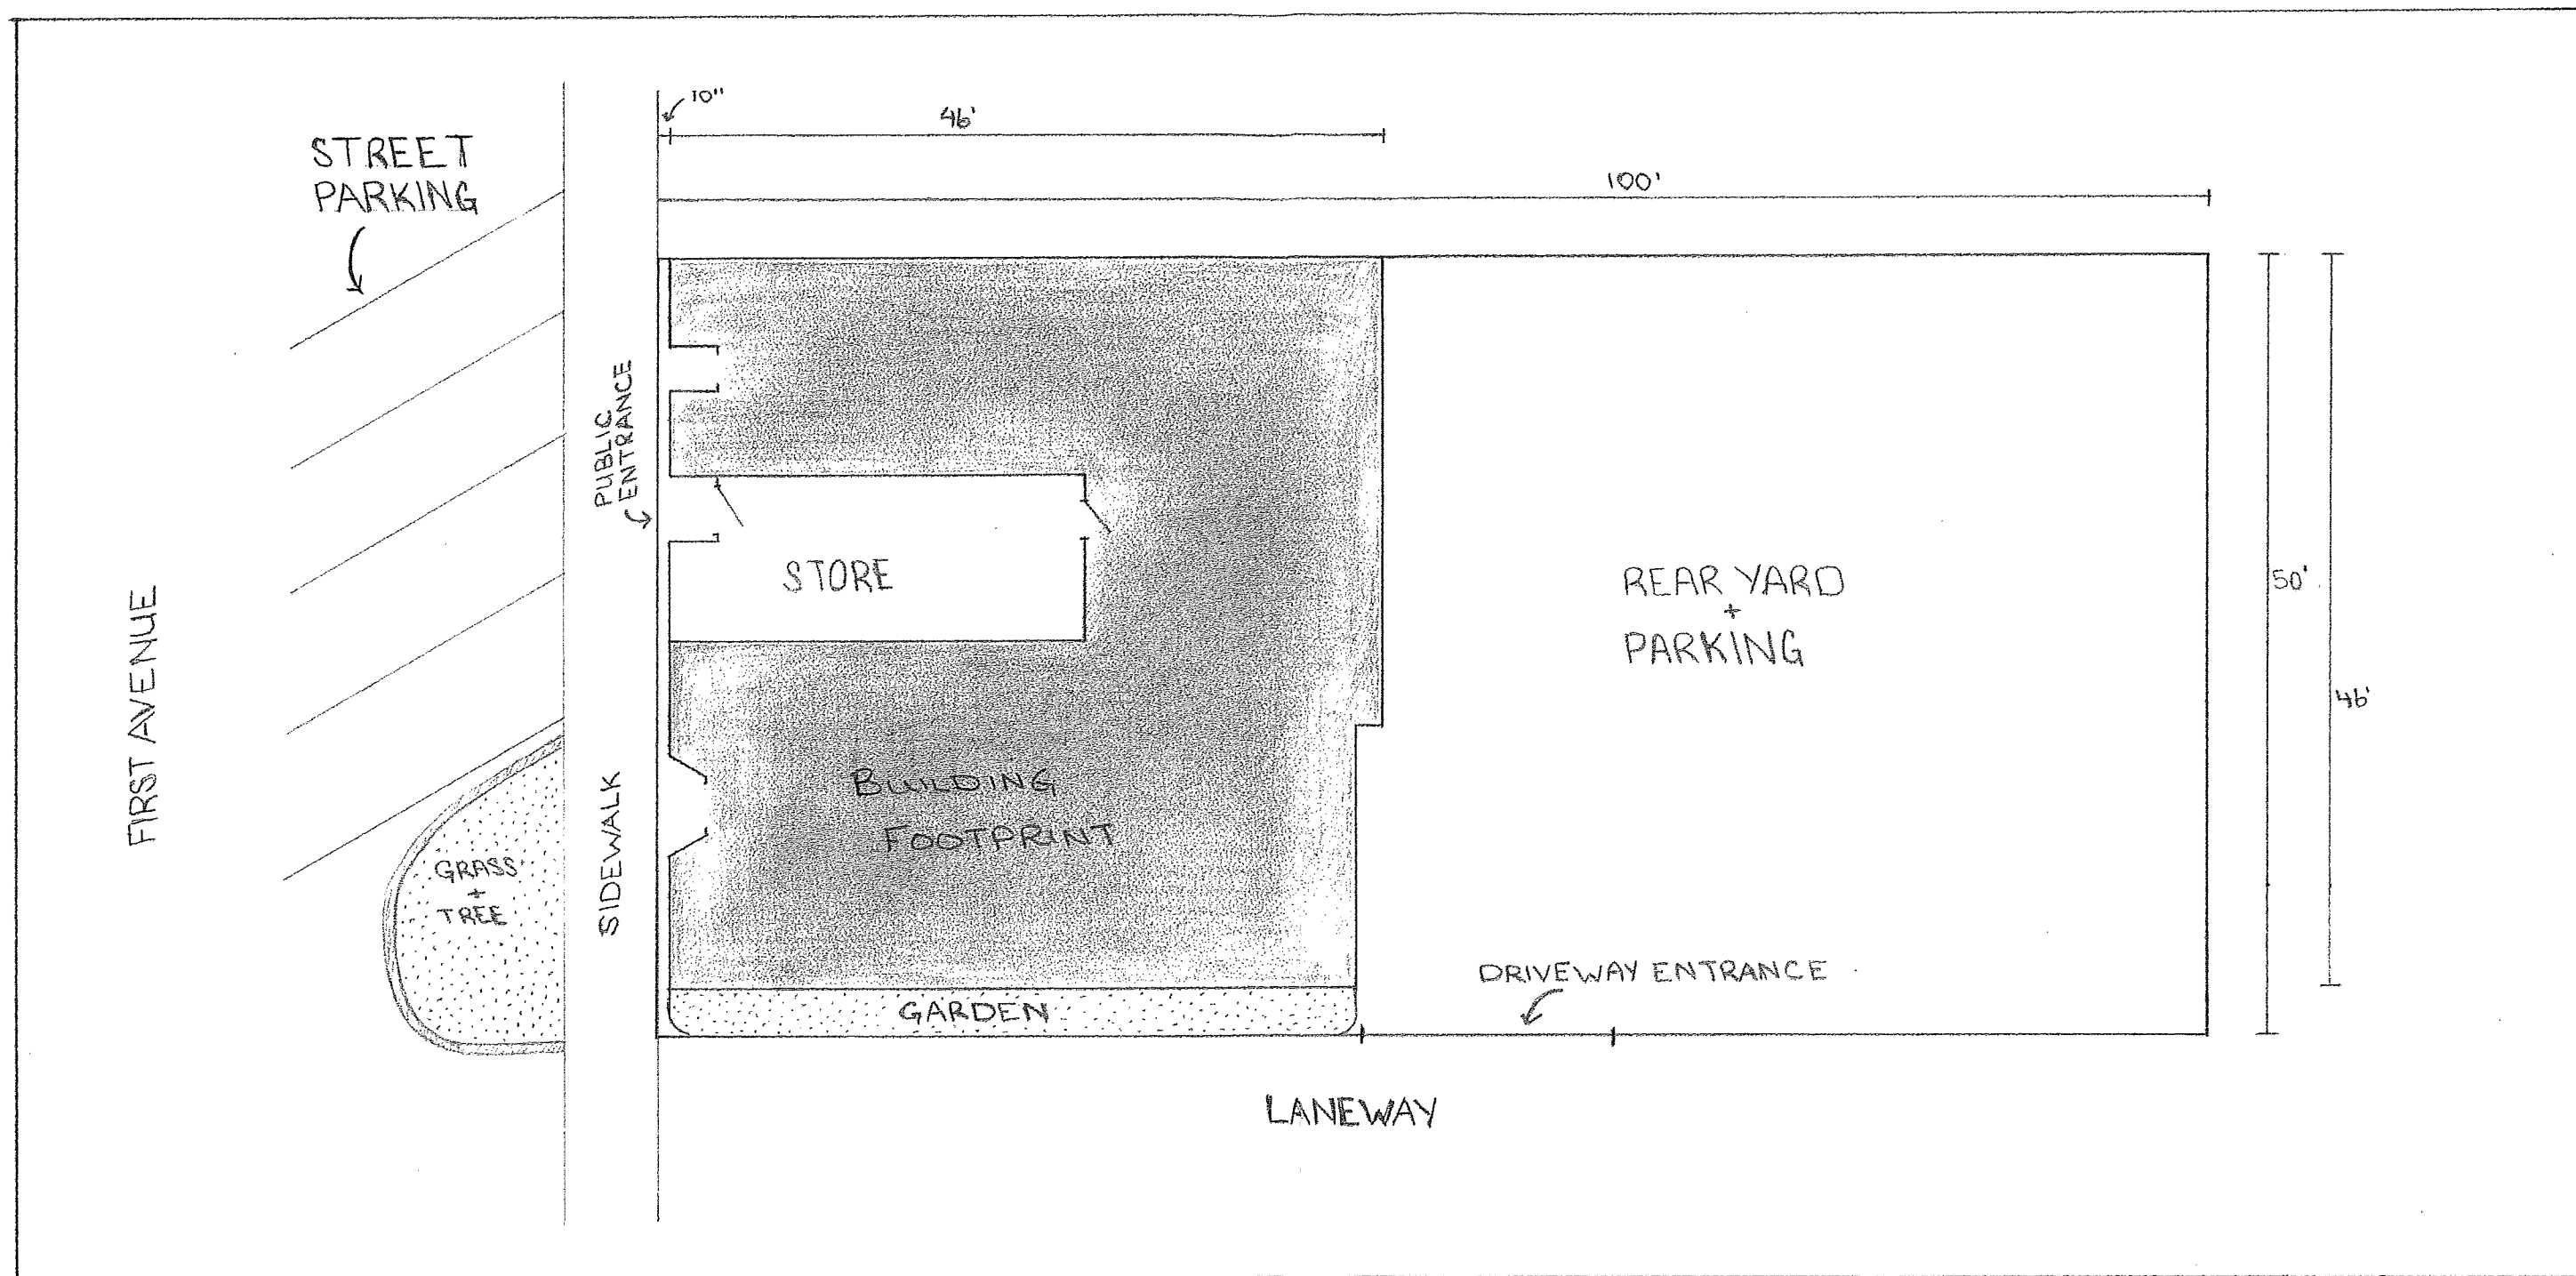 10"
46'
100'
STREET
PARKING
PUBLIC
ENTRANCE
STORE
REAR YARD
+
PARKING
50'
46'
FIRST AVENUE
SIDEWALK
BUILDING
FOOTPRINT
GRASS
+
TREE
GARDEN
DRIVEWAY ENTRANCE
LANEWAY